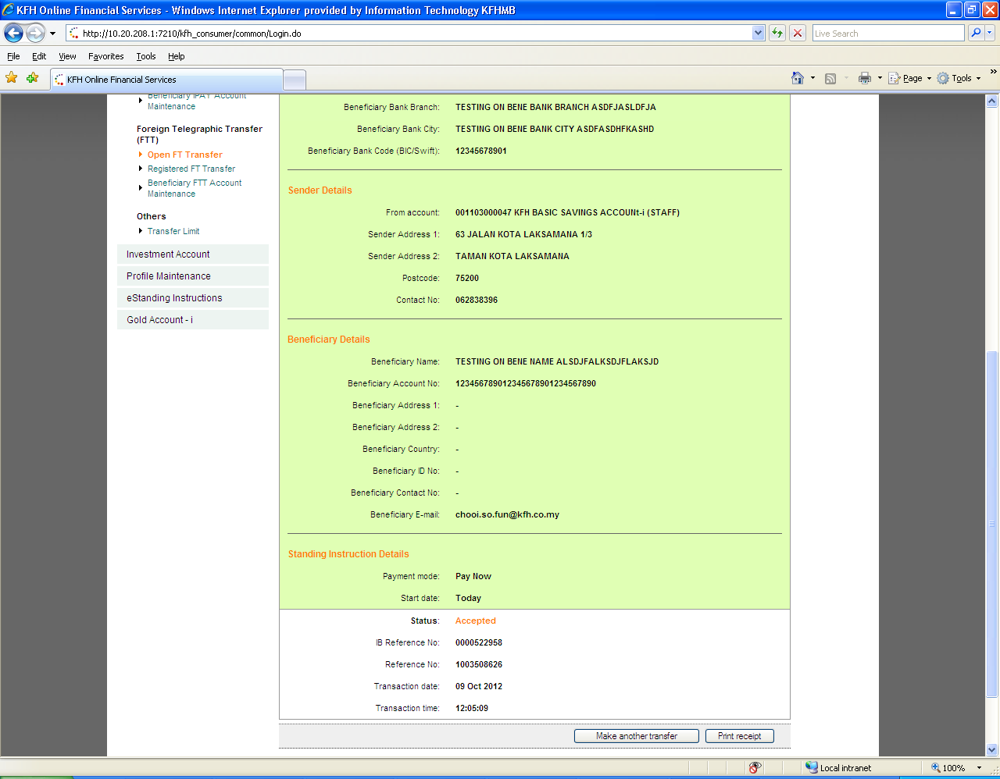 KFH Online Financial Services - Windows Internet Explorer provided by Information Technology KFHMB
http://10.20.208.1:7210/kfh_consumer/common/Login.do
Live Search
File Edit View Favorites Tools Help
KFH Online Financial Services
Page Tools
Beneficiary IPAY Account
Maintenance
Foreign Telegraphic Transfer
(FTT)
Open FT Transfer
Registered FT Transfer
Beneficiary FTT Account
Maintenance
Others
Transfer Limit
Investment Account
Profile Maintenance
eStanding Instructions
Gold Account - i
Beneficiary Bank Branch: TESTING ON BENE BANK BRANCH ASDFJASLDFJA
Beneficiary Bank City: TESTING ON BENE BANK CITY ASDFASDHFKASHD
Beneficiary Bank Code (BIC/Swift): 12345678901
Sender Details
From account: 001103000047 KFH BASIC SAVINGS ACCOUNt-i (STAFF)
Sender Address 1: 63 JALAN KOTA LAKSAMANA 1/3
Sender Address 2: TAMAN KOTA LAKSAMANA
Postcode: 75200
Contact No: 062838396
Beneficiary Details
Beneficiary Name: TESTING ON BENE NAME ALSDJFALKSDJFLAKSJD
Beneficiary Account No: 123456789012345678901234567890
Beneficiary Address 1: -
Beneficiary Address 2: -
Beneficiary Country: -
Beneficiary ID No: -
Beneficiary Contact No: -
Beneficiary E-mail: chooi.so.fun@kfh.co.my
Standing Instruction Details
Payment mode: Pay Now
Start date: Today
Status: Accepted
IB Reference No: 0000522958
Reference No: 1003508626
Transaction date: 09 Oct 2012
Transaction time: 12:05:09
Make another transfer Print receipt
Local intranet 100%